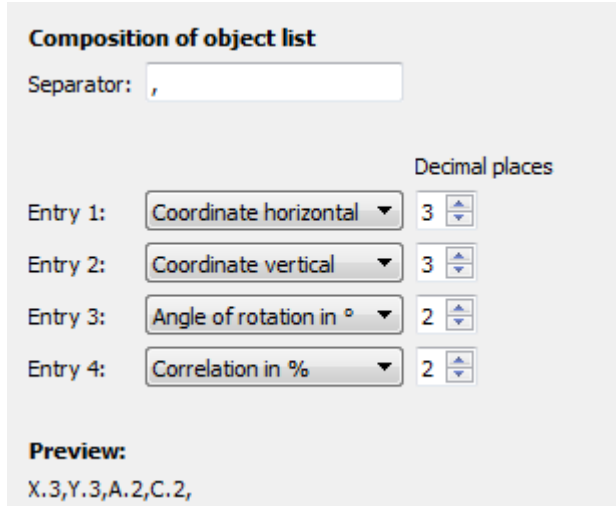 Composition of object list
Separator: ,
Decimal places
Entry 1: Coordinate horizontal 3
Entry 2: Coordinate vertical 3
Entry 3: Angle of rotation in ° 2
Entry 4: Correlation in % 2
Preview:
X.3,Y.3,A.2,C.2,